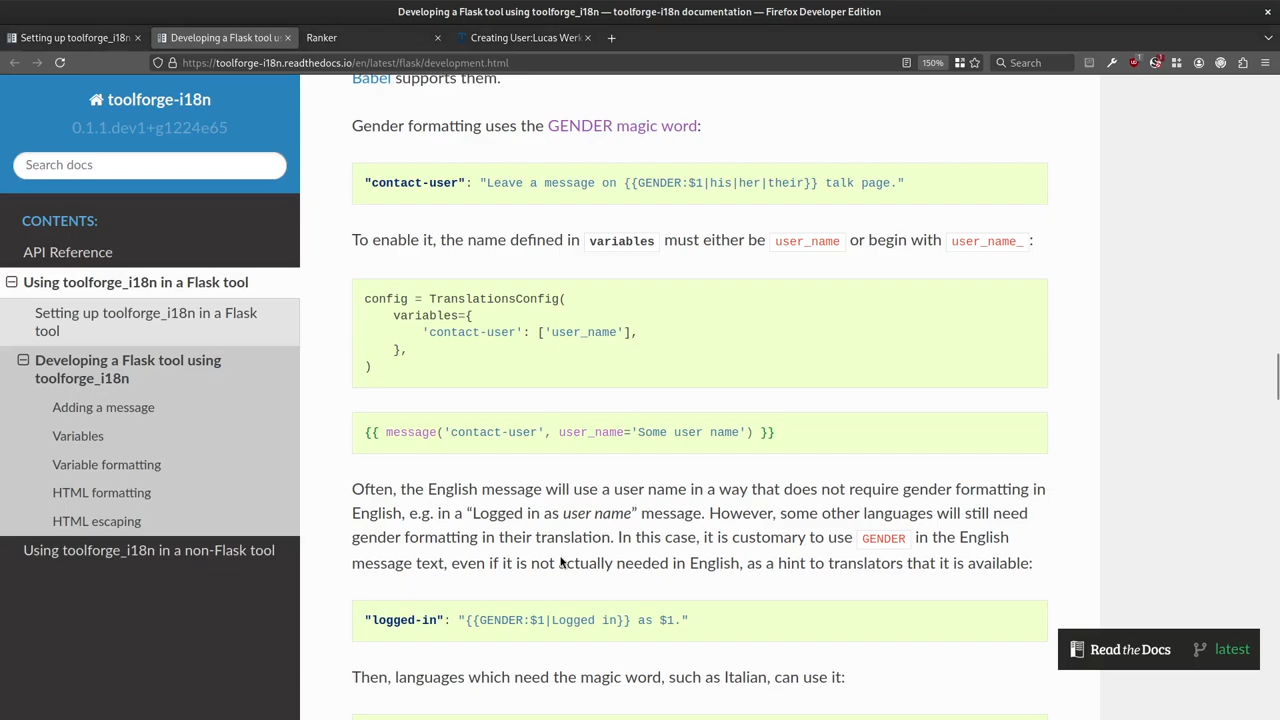 Developing a Flask tool using toolforge_i18n — toolforge-i18n documentation — Firefox Developer Edition
Setting up toolforge_i18n i
Developing a Flask tool u
Ranker
Creating User:Lucas Werk
https://toolforge-i18n.readthedocs.io/en/latest/flask/development.html
150%
Search
toolforge-i18n
0.1.1.dev1+g1224e65
Search docs
CONTENTS:
API Reference
Using toolforge_i18n in a Flask tool
Setting up toolforge_i18n in a Flask
tool
Developing a Flask tool using
toolforge_i18n
Adding a message
Variables
Variable formatting
HTML formatting
HTML escaping
Using toolforge_i18n in a non-Flask tool
Babel supports them.
Gender formatting uses the GENDER magic word:
"contact-user": "Leave a message on {{GENDER:$1|his|her|their}} talk page."
To enable it, the name defined in variables must either be user_name or begin with user_name_ :
config = TranslationsConfig(
    variables={
        'contact-user': ['user_name'],
    },
)
{{ message('contact-user', user_name='Some user name') }}
Often, the English message will use a user name in a way that does not require gender formatting in
English, e.g. in a “Logged in as user name” message. However, some other languages will still need
gender formatting in their translation. In this case, it is customary to use GENDER in the English
message text, even if it is not actually needed in English, as a hint to translators that it is available:
"logged-in": "{{GENDER:$1|Logged in}} as $1."
Then, languages which need the magic word, such as Italian, can use it:
Read the Docs
latest